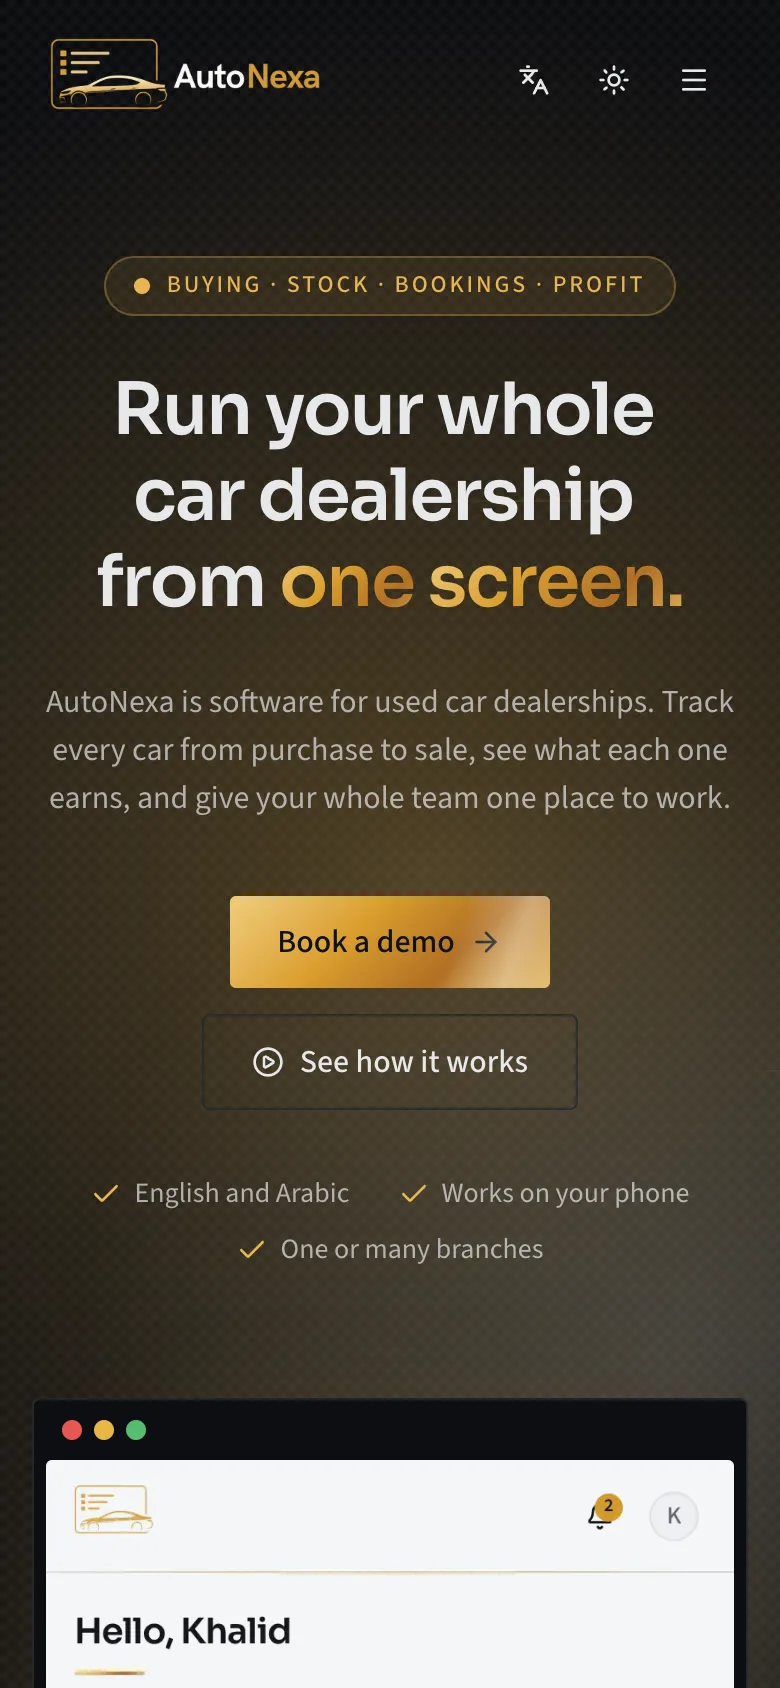 AutoNexa
BUYING · STOCK · BOOKINGS · PROFIT
Run your whole
car dealership
from one screen.
AutoNexa is software for used car dealerships. Track
every car from purchase to sale, see what each one
earns, and give your whole team one place to work.
Book a demo →
See how it works
English and Arabic
Works on your phone
One or many branches
2
K
Hello, Khalid